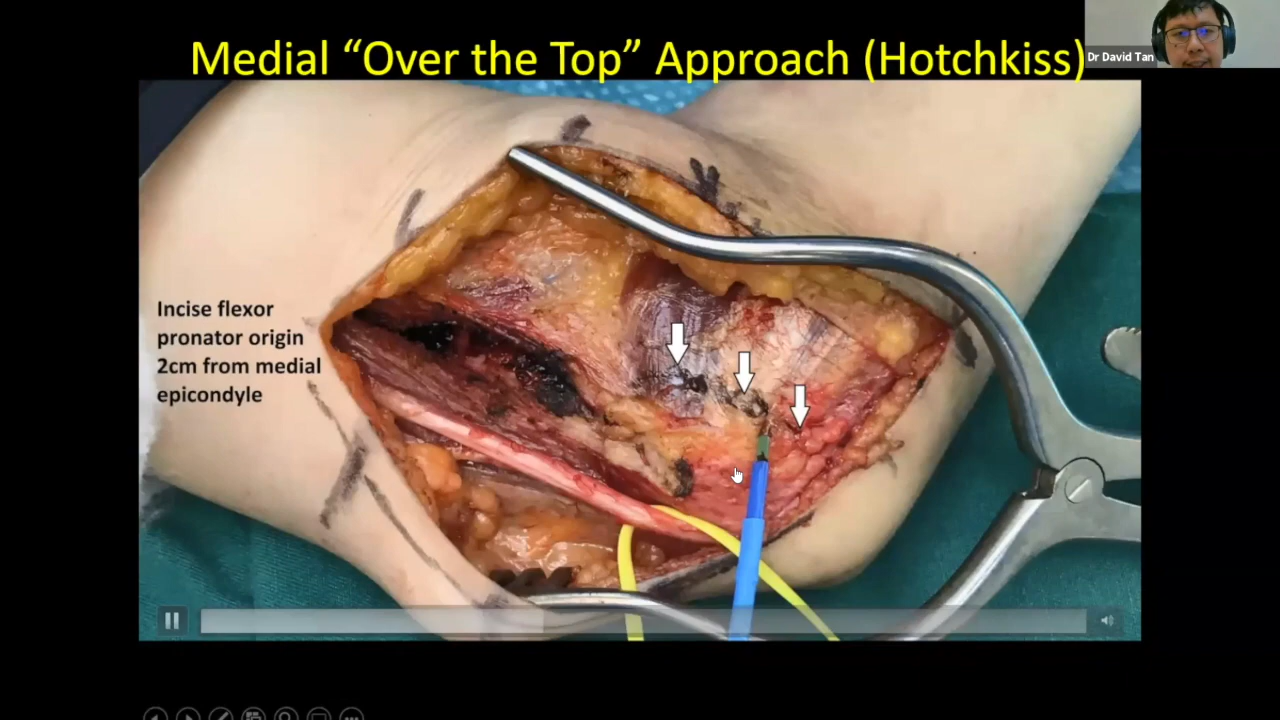 Medial “Over the Top” Approach (Hotchkiss)
Dr David Tan
Incise flexor
pronator origin
2cm from medial
epicondyle